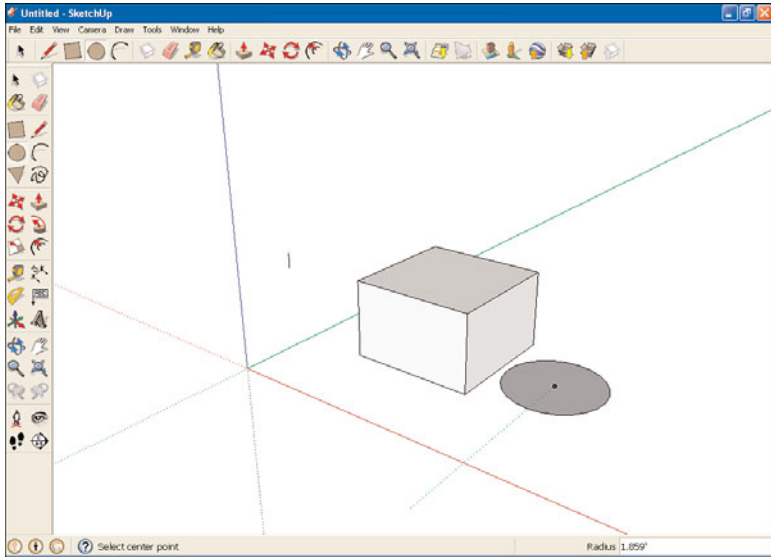 Untitled - SketchUp
File Edit View Camera Draw Tools Window Help
Select center point
Radius 1.859'